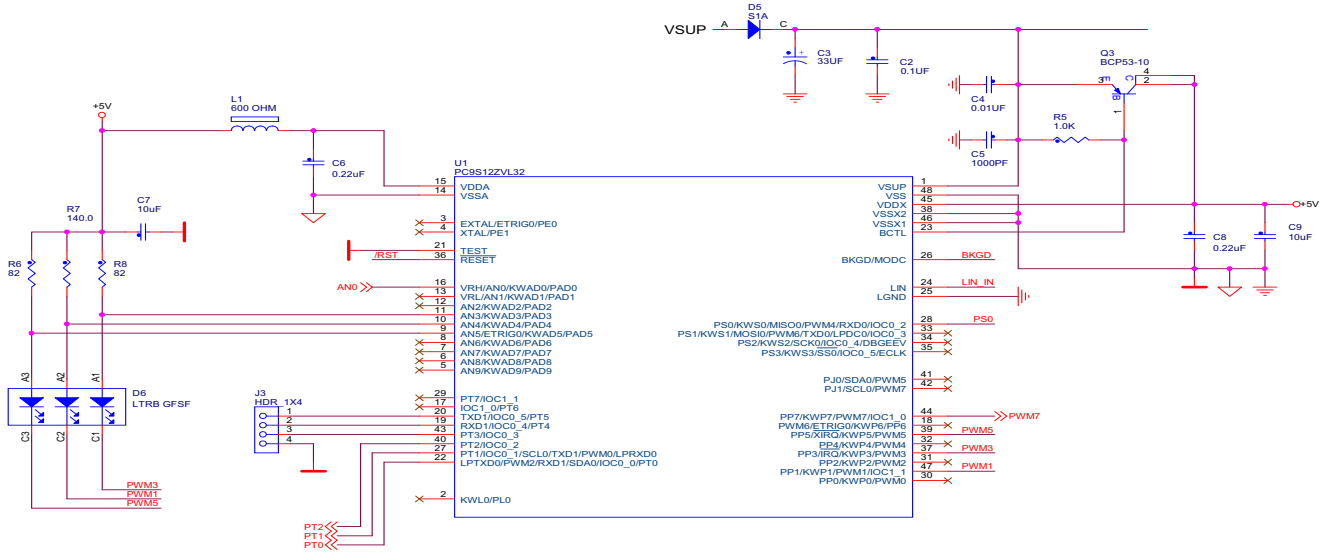 D5
S1A
VSUP
A
C
C3
33UF
C2
0.1UF
Q3
BCP53-10
3
E
C
B
4
2
1
C4
0.01UF
R5
1.0K
C5
1000PF
+5V
L1
600 OHM
C6
0.22uF
R7
140.0
C7
10uF
R6
82
R8
82
U1
PC9S12ZVL32
15 VDDA
14 VSSA
3 EXTAL/ETRIG0/PE0
4 XTAL/PE1
21 TEST
/RST 36 RESET
AN0 16 VRH/AN0/KWAD0/PAD0
13 VRL/AN1/KWAD1/PAD1
12 AN2/KWAD2/PAD2
11 AN3/KWAD3/PAD3
10 AN4/KWAD4/PAD4
9 AN5/ETRIG0/KWAD5/PAD5
8 AN6/KWAD6/PAD6
7 AN7/KWAD7/PAD7
6 AN8/KWAD8/PAD8
5 AN9/KWAD9/PAD9
29 PT7/IOC1_1
17 IOC1_0/PT6
20 TXD1/IOC0_5/PT5
19 RXD1/IOC0_4/PT4
43 PT3/IOC0_3
40 PT2/IOC0_2
27 PT1/IOC0_1/SCL0/TXD1/PWM0/LPRXD0
22 LPTXD0/PWM2/RXD1/SDA0/IOC0_0/PT0
2 KWL0/PL0
VSUP 1
VSS 48
VDDX 45
VSSX2 38
VSSX1 46
BCTL 23
BKGD/MODC 26 BKGD
LIN 24 LIN_IN
LGND 25
PS0/KWS0/MISO0/PWM4/RXD0/IOC0_2 28 PS0
PS1/KWS1/MOSI0/PWM6/TXD0/LPDC0/IOC0_3 33
PS2/KWS2/SCK0/IOC0_4/DBGEEV 34
PS3/KWS3/SS0/IOC0_5/ECLK 35
PJ0/SDA0/PWM5 41
PJ1/SCL0/PWM7 42
PP7/KWP7/PWM7/IOC1_0 44 PWM7
PWM6/ETRIG0/KWP6/PP6 18
PP5/XIRQ/KWP5/PWM5 39 PWM5
PP4/KWP4/PWM4 32
PP3/IRQ/KWP3/PWM3 37 PWM3
PP2/KWP2/PWM2 31
PP1/KWP1/PWM1/IOC1_1 47 PWM1
PP0/KWP0/PWM0 30
+5V
C8
0.22uF
C9
10uF
A3
A2
A1
D6
LTRB GFSF
C3
C2
C1
J3
HDR_1X4
1
2
3
4
PWM3
PWM1
PWM5
PT2
PT1
PT0